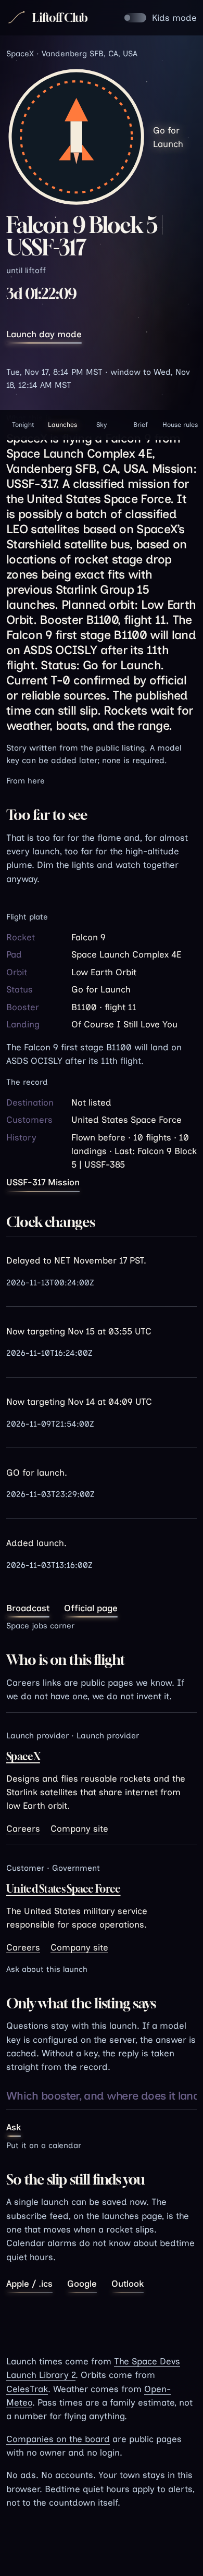 Liftoff Club
Kids mode
SpaceX · Vandenberg SFB, CA, USA
Go for
Launch
Falcon 9 Block 5 |
USSF-317
until liftoff
3d 01:22:09
Launch day mode
Tue, Nov 17, 8:14 PM MST · window to Wed, Nov
18, 12:14 AM MST
Tonight
Launches
Sky
Brief
House rules
SpaceX is flying a Falcon 9 from
Space Launch Complex 4E,
Vandenberg SFB, CA, USA. Mission:
USSF-317. A classified mission for
the United States Space Force. It
is possibly a batch of classified
LEO satellites based on SpaceX's
Starshield satellite bus, based on
locations of rocket stage drop
zones being exact fits with
previous Starlink Group 15
launches. Planned orbit: Low Earth
Orbit. Booster B1100, flight 11. The
Falcon 9 first stage B1100 will land
on ASDS OCISLY after its 11th
flight. Status: Go for Launch.
Current T-0 confirmed by official
or reliable sources. The published
time can still slip. Rockets wait for
weather, boats, and the range.
Story written from the public listing. A model
key can be added later; none is required.
From here
Too far to see
That is too far for the flame and, for almost
every launch, too far for the high-altitude
plume. Dim the lights and watch together
anyway.
Flight plate
Rocket Falcon 9
Pad Space Launch Complex 4E
Orbit Low Earth Orbit
Status Go for Launch
Booster B1100 · flight 11
Landing Of Course I Still Love You
The Falcon 9 first stage B1100 will land on
ASDS OCISLY after its 11th flight.
The record
Destination Not listed
Customers United States Space Force
History Flown before · 10 flights · 10
landings · Last: Falcon 9 Block
5 | USSF-385
USSF-317 Mission
Clock changes
Delayed to NET November 17 PST.
2026-11-13T00:24:00Z
Now targeting Nov 15 at 03:55 UTC
2026-11-10T16:24:00Z
Now targeting Nov 14 at 04:09 UTC
2026-11-09T21:54:00Z
GO for launch.
2026-11-03T23:29:00Z
Added launch.
2026-11-03T13:16:00Z
Broadcast Official page
Space jobs corner
Who is on this flight
Careers links are public pages we know. If
we do not have one, we do not invent it.
Launch provider · Launch provider
SpaceX
Designs and flies reusable rockets and the
Starlink satellites that share internet from
low Earth orbit.
Careers Company site
Customer · Government
United States Space Force
The United States military service
responsible for space operations.
Careers Company site
Ask about this launch
Only what the listing says
Questions stay with this launch. If a model
key is configured on the server, the answer is
cached. Without a key, the reply is taken
straight from the record.
Which booster, and where does it land
Ask
Put it on a calendar
So the slip still finds you
A single launch can be saved now. The
subscribe feed, on the launches page, is the
one that moves when a rocket slips.
Calendar alarms do not know about bedtime
quiet hours.
Apple / .ics Google Outlook
Launch times come from The Space Devs
Launch Library 2. Orbits come from
CelesTrak. Weather comes from Open-
Meteo. Pass times are a family estimate, not
a number for flying anything.
Companies on the board are public pages
with no owner and no login.
No ads. No accounts. Your town stays in this
browser. Bedtime quiet hours apply to alerts,
not to the countdown itself.